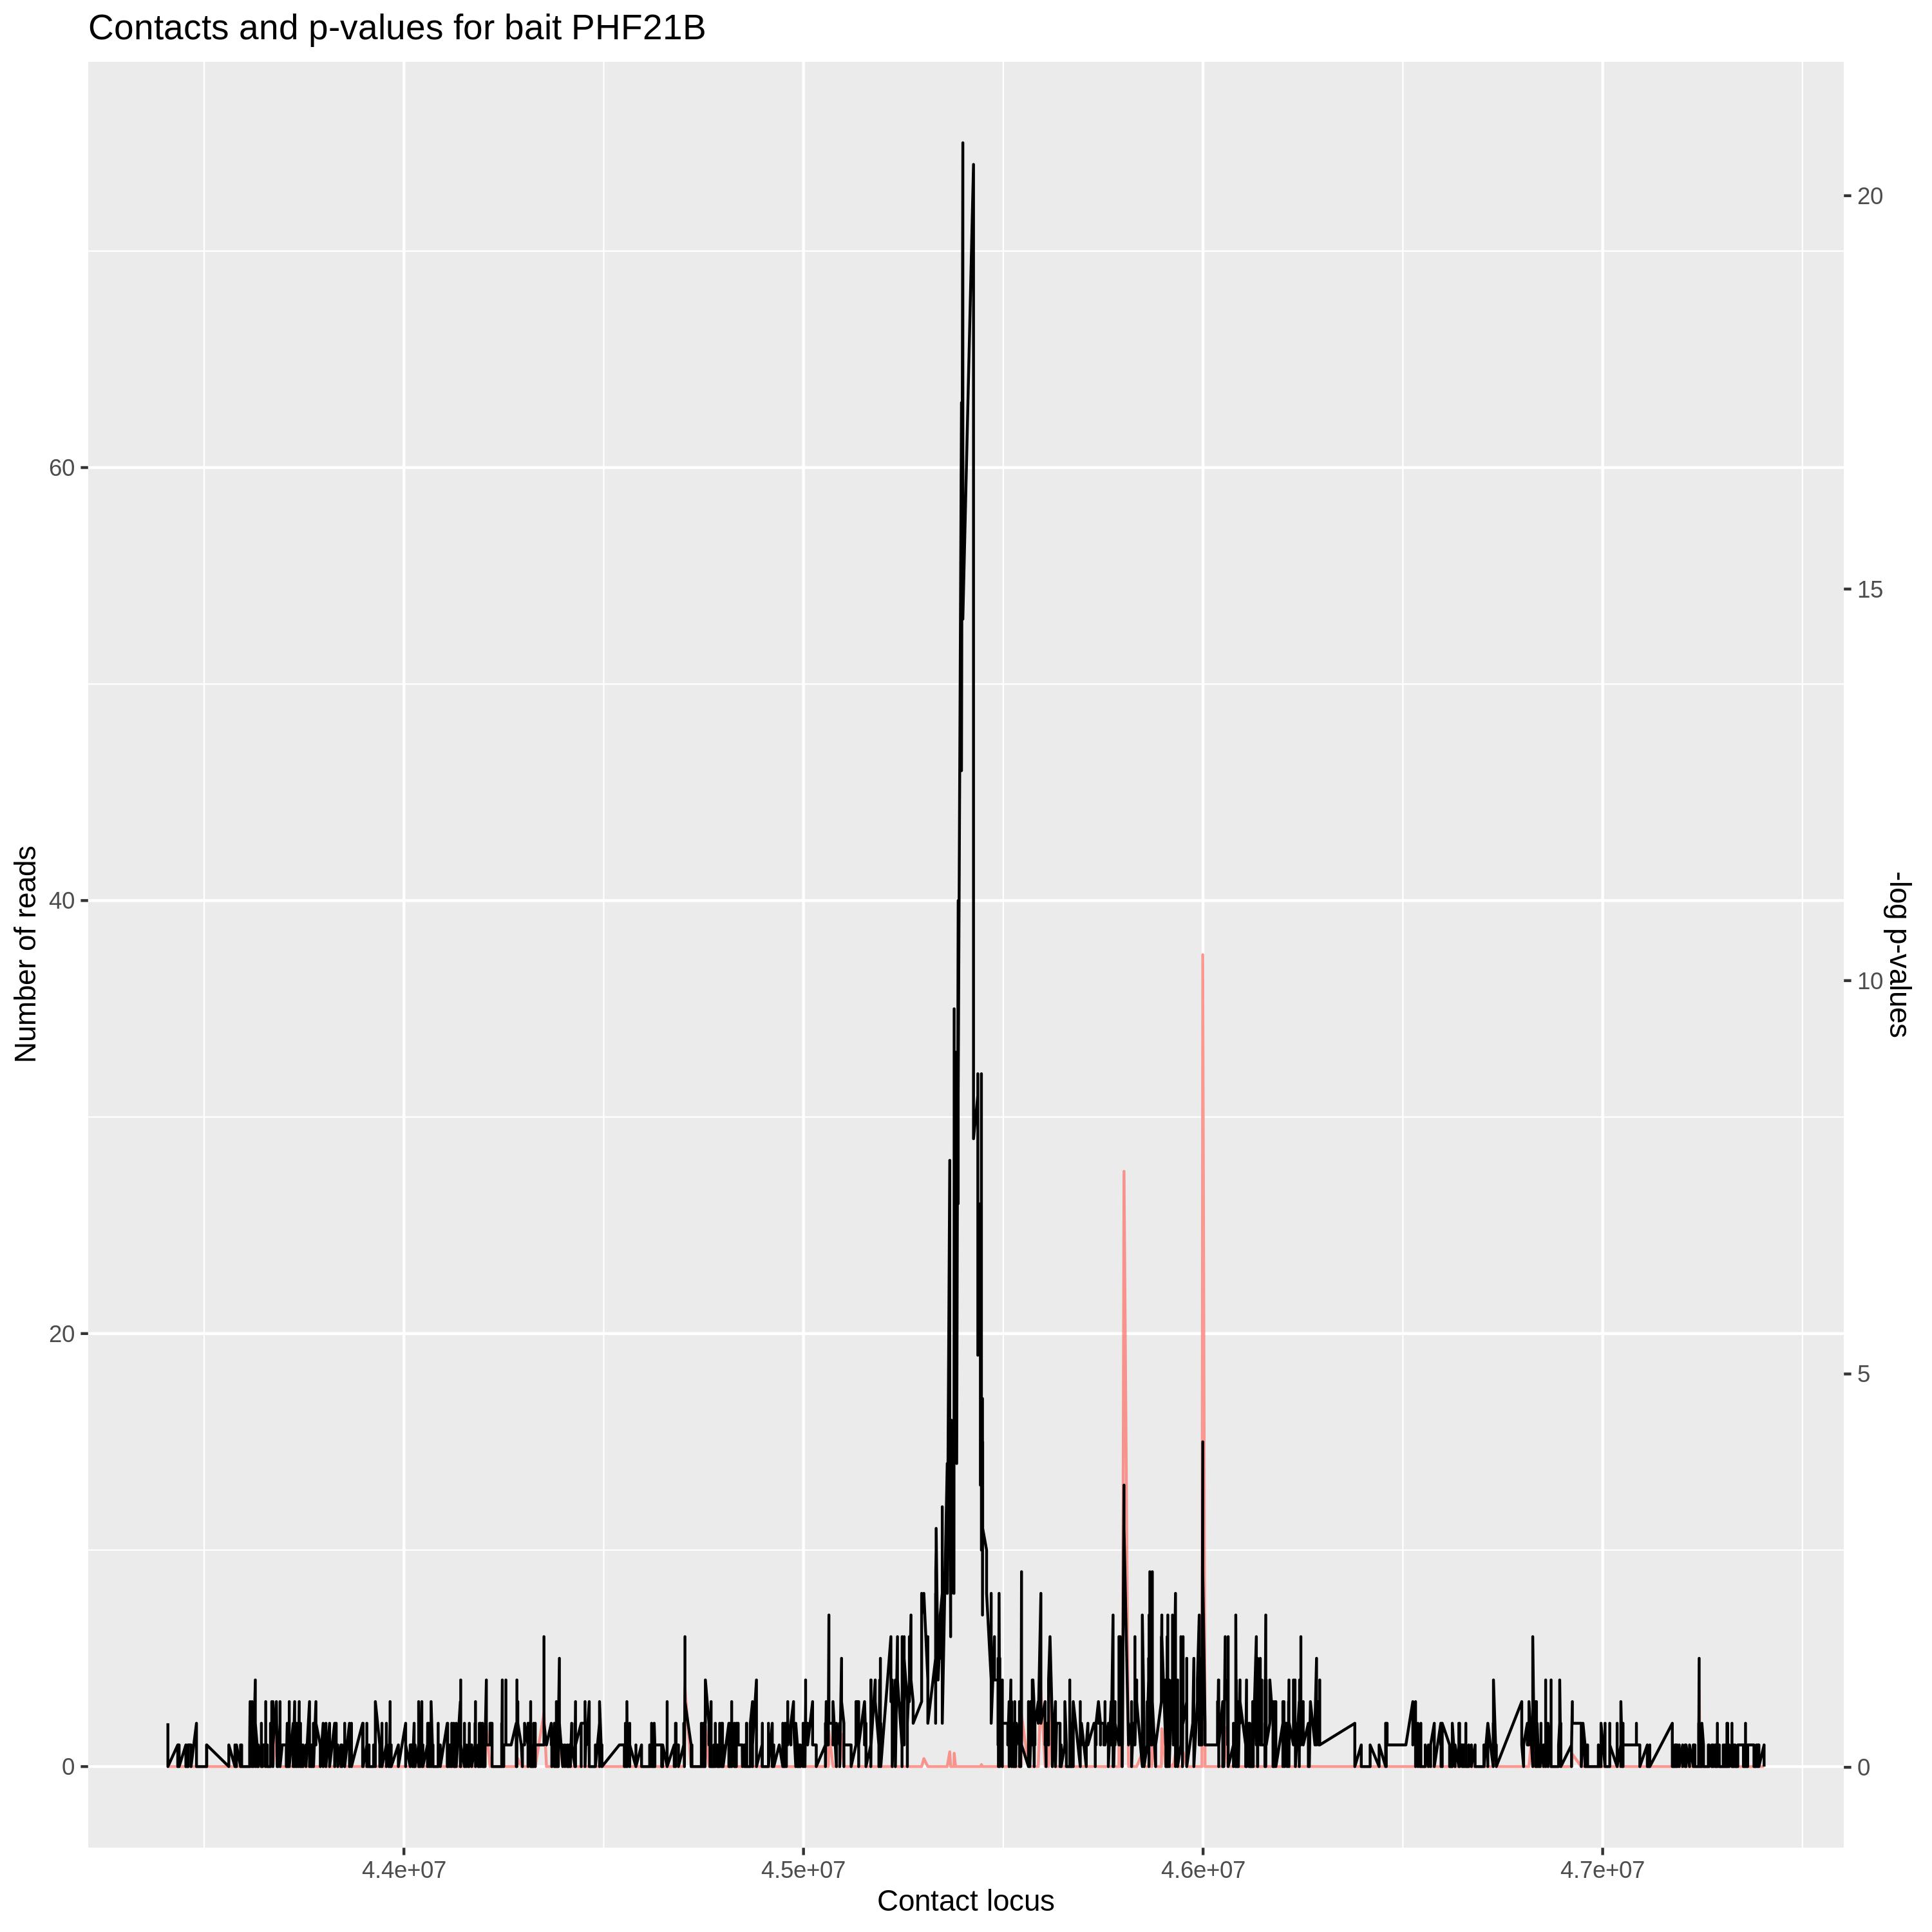 Contacts and p-values for bait PHF21B
20
15
60
Number of reads
40
10
-log p-values
20
5
0
0
4.4e+07
4.5e+07
4.6e+07
4.7e+07
Contact locus